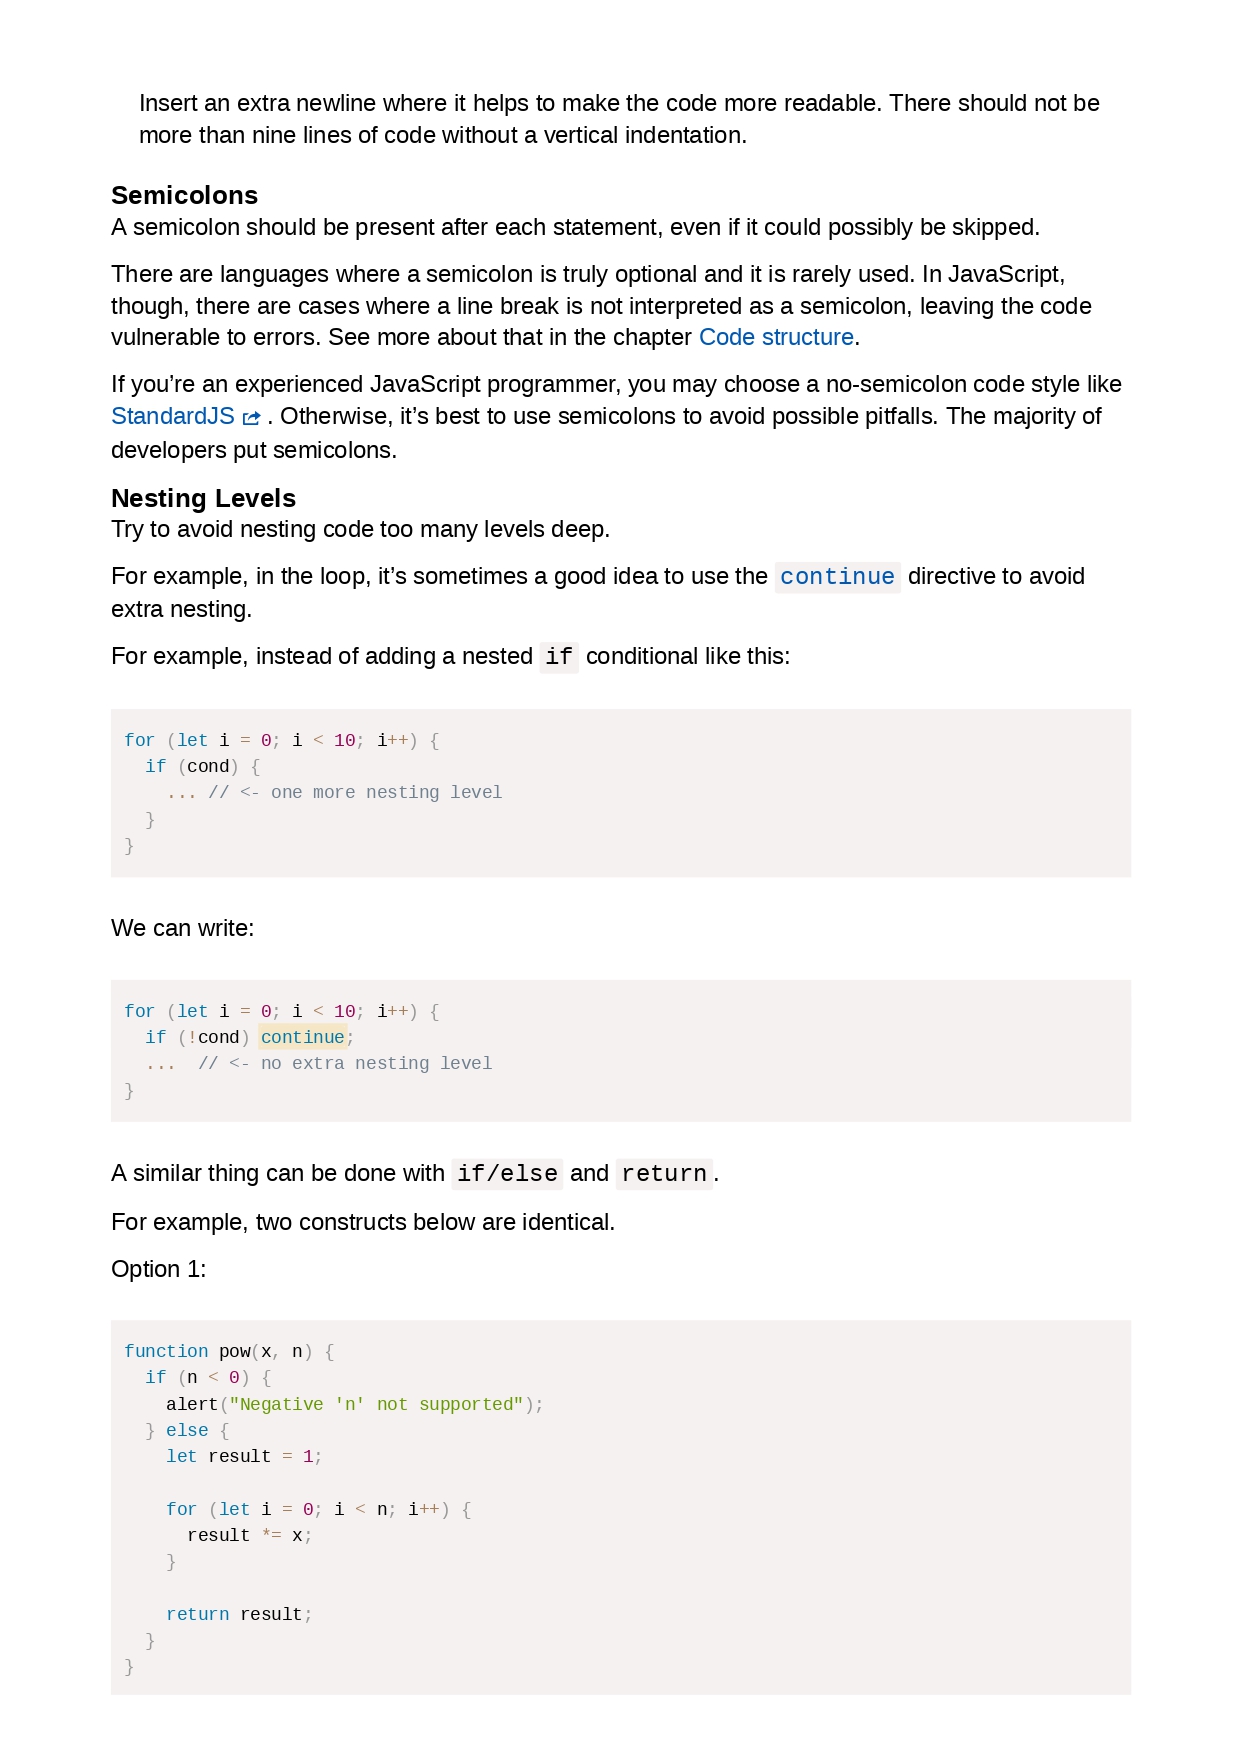 Insert an extra newline where it helps to make the code more readable. There should not be
more than nine lines of code without a vertical indentation.
Semicolons
A semicolon should be present after each statement, even if it could possibly be skipped.
There are languages where a semicolon is truly optional and it is rarely used. In JavaScript,
though, there are cases where a line break is not interpreted as a semicolon, leaving the code
vulnerable to errors. See more about that in the chapter Code structure.
If you’re an experienced JavaScript programmer, you may choose a no-semicolon code style like
StandardJS . Otherwise, it’s best to use semicolons to avoid possible pitfalls. The majority of
developers put semicolons.
Nesting Levels
Try to avoid nesting code too many levels deep.
For example, in the loop, it’s sometimes a good idea to use the continue directive to avoid
extra nesting.
For example, instead of adding a nested if conditional like this:
for (let i = 0; i < 10; i++) {
  if (cond) {
    ... // <- one more nesting level
  }
}
We can write:
for (let i = 0; i < 10; i++) {
  if (!cond) continue;
  ...  // <- no extra nesting level
}
A similar thing can be done with if/else and return.
For example, two constructs below are identical.
Option 1:
function pow(x, n) {
  if (n < 0) {
    alert("Negative 'n' not supported");
  } else {
    let result = 1;

    for (let i = 0; i < n; i++) {
      result *= x;
    }

    return result;
  }
}